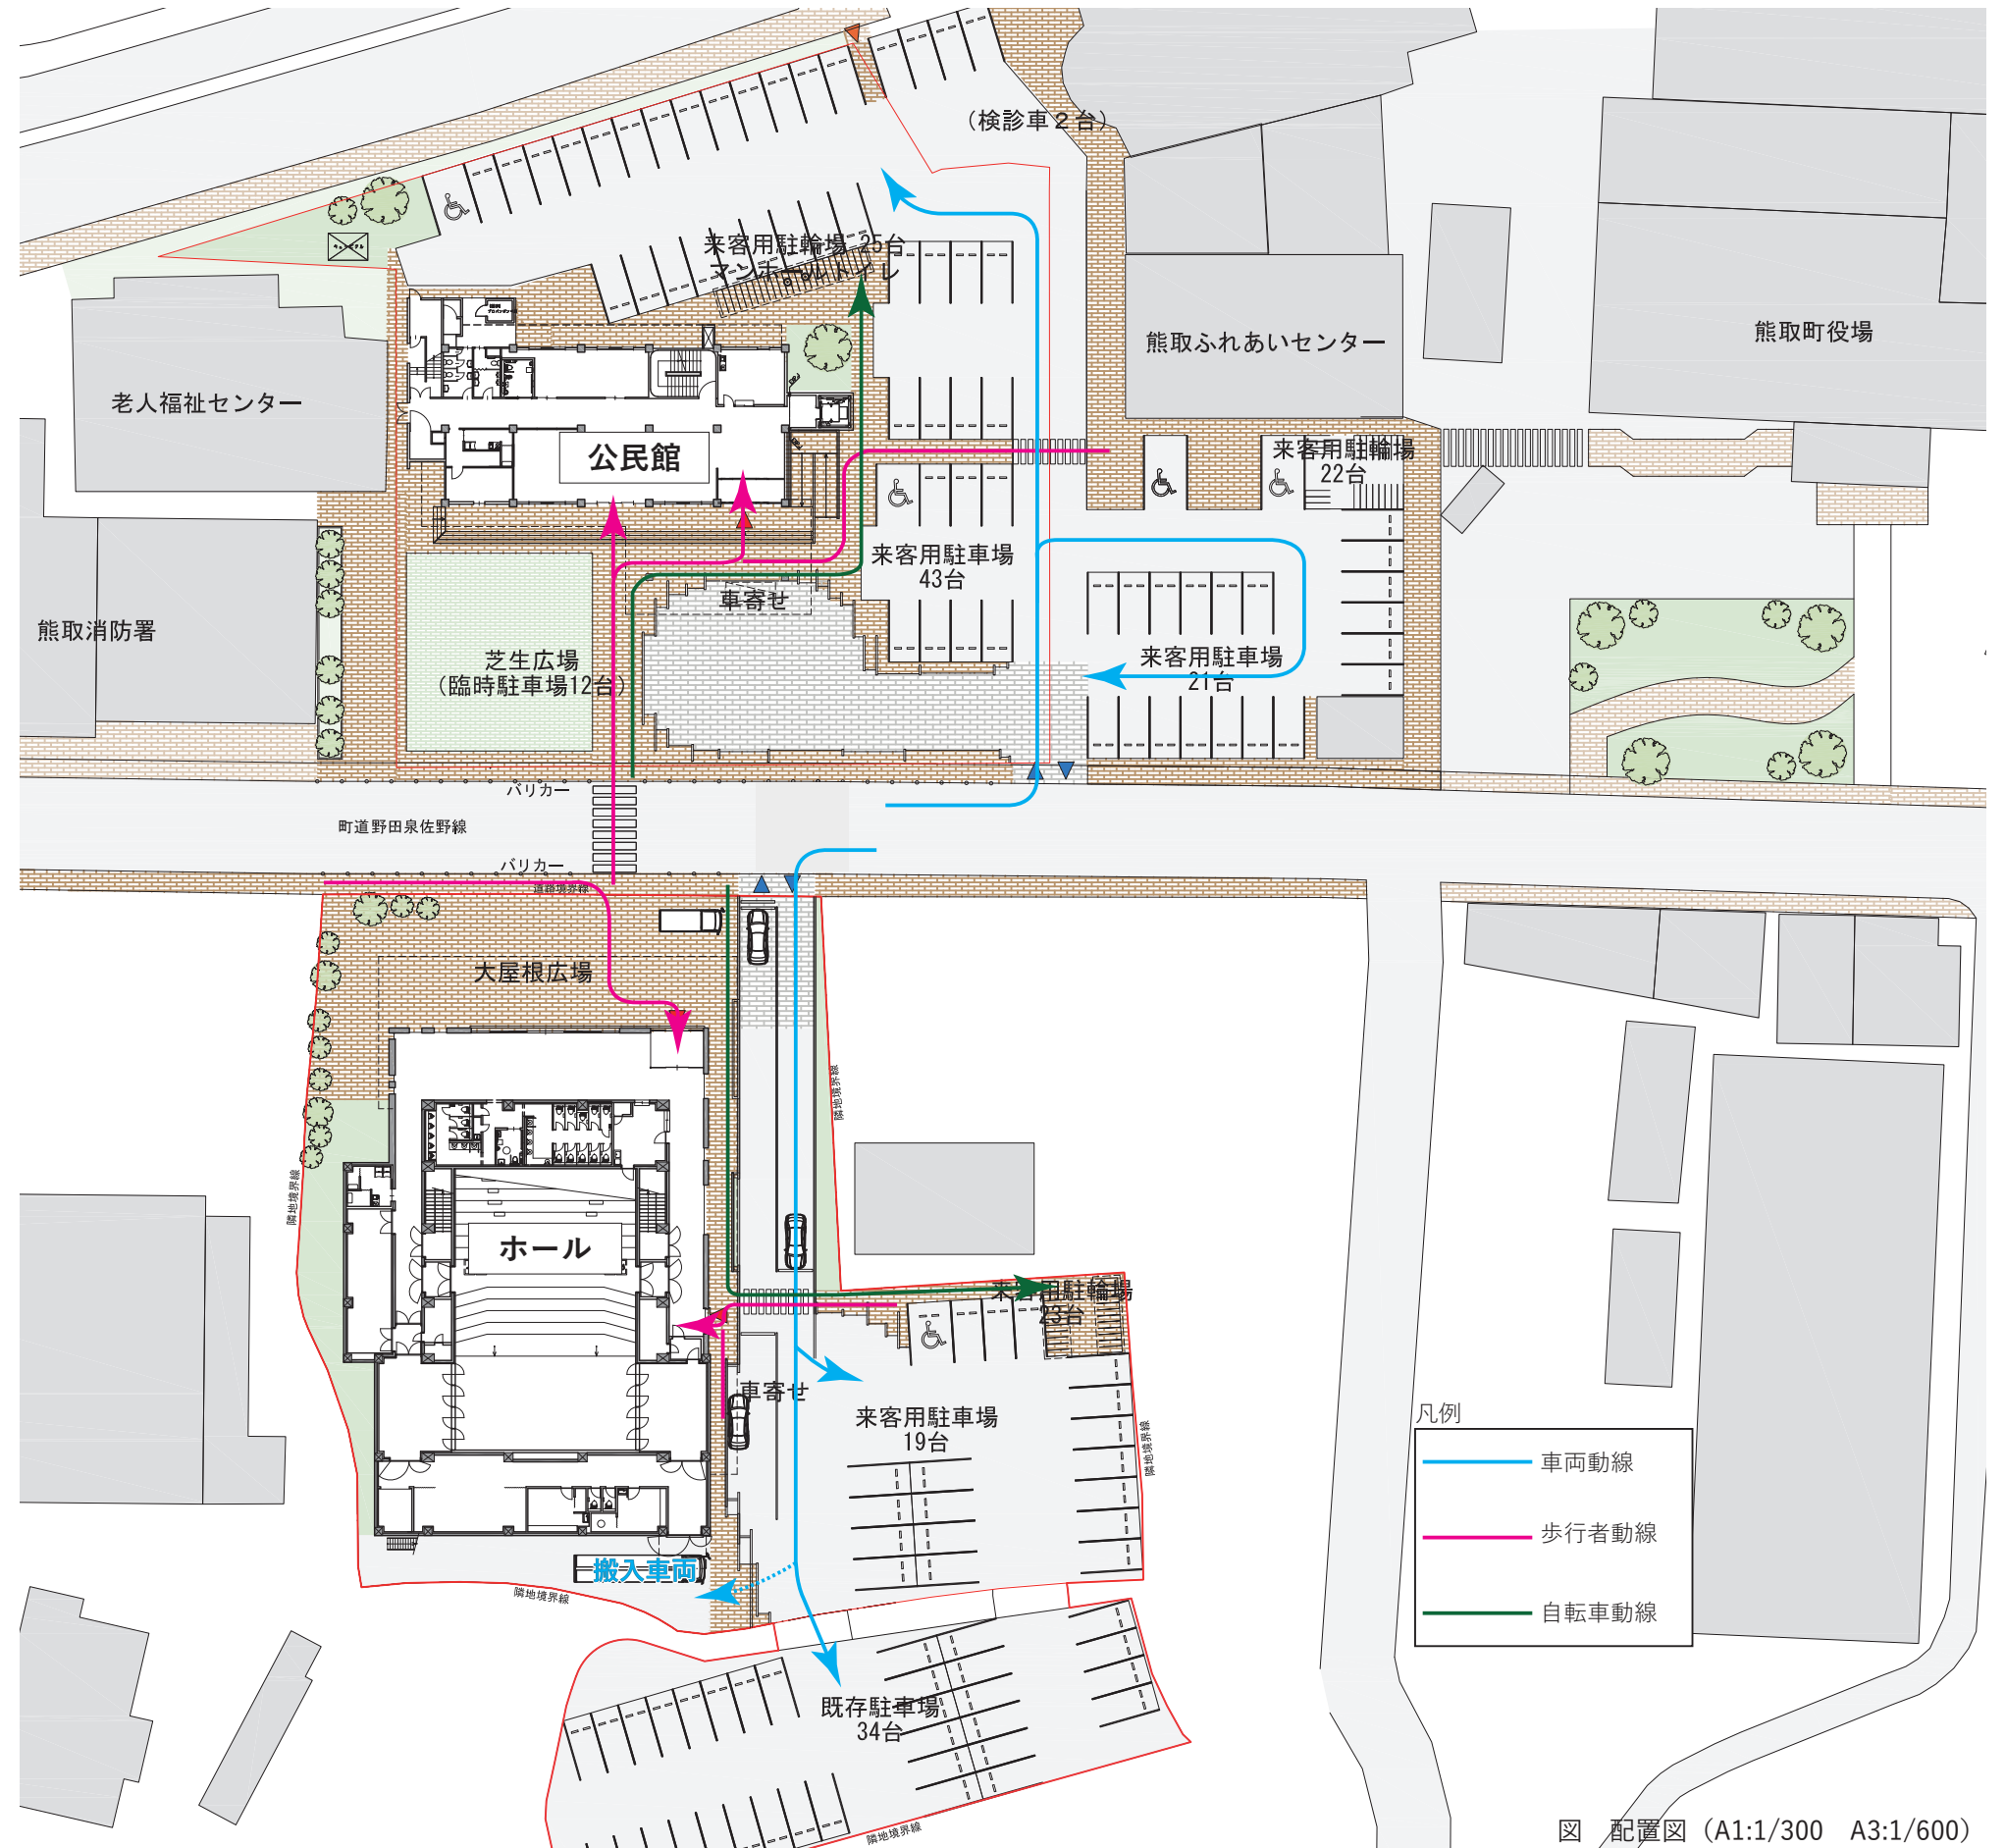 （検診車２台）
来客用駐輪場 25台
マンホールトイレ
熊取ふれあいセンター
熊取町役場
老人福祉センター
公民館
来客用駐輪場
22台
来客用駐車場
43台
車寄せ
熊取消防署
芝生広場
（臨時駐車場12台）
来客用駐車場
21台
バリカー
町道野田泉佐野線
バリカー
道路境界線
大屋根広場
隣地境界線
隣地境界線
ホール
来客用駐輪場
23台
車寄せ
来客用駐車場
19台
隣地境界線
凡例
車両動線
歩行者動線
自転車動線
搬入車両
隣地境界線
既存駐車場
34台
隣地境界線
図　配置図（A1:1/300　A3:1/600）